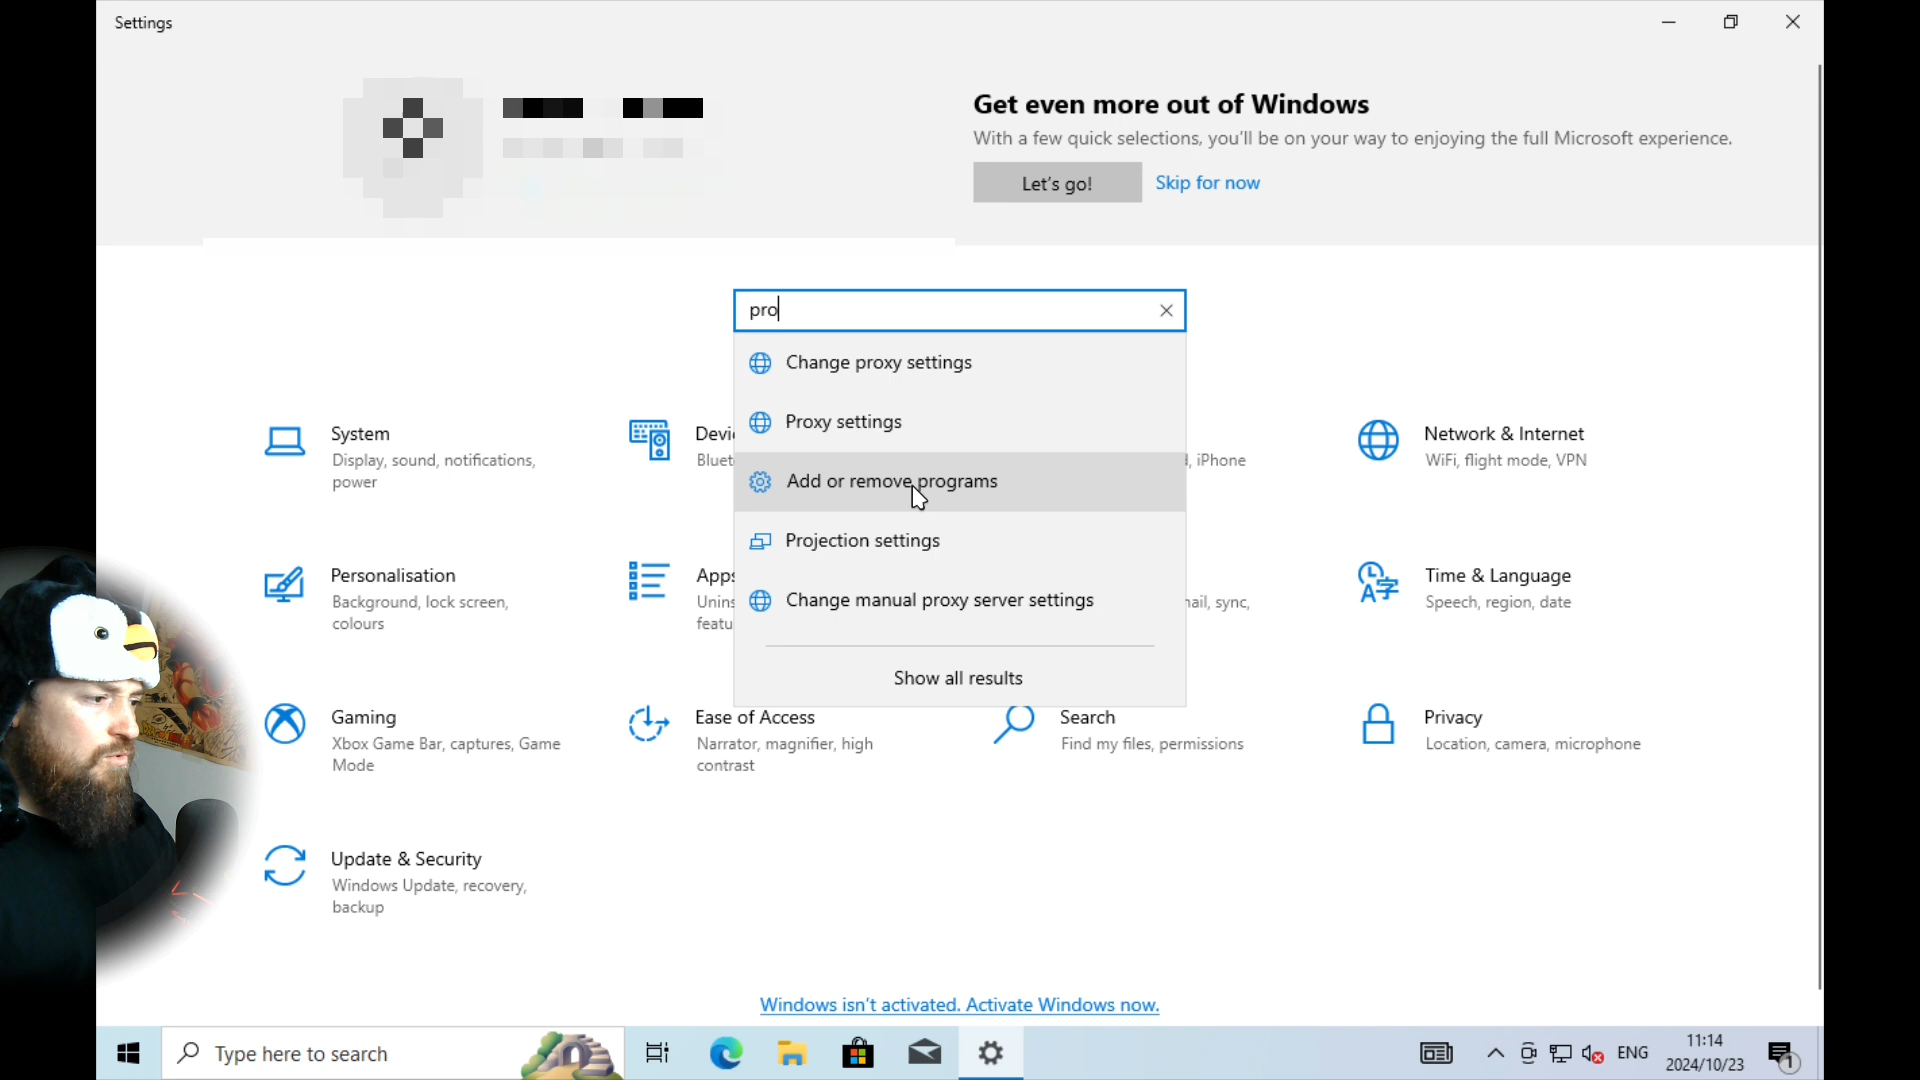 Settings
Get even more out of Windows
With a few quick selections, you'll be on your way to enjoying the full Microsoft experience.
Let's go!
Skip for now
pro
Change proxy settings
Proxy settings
Add or remove programs
Projection settings
Change manual proxy server settings
Show all results
System
Display, sound, notifications,
power
Network & Internet
WiFi, flight mode, VPN
iPhone
Personalisation
Background, lock screen,
colours
Apps
Time & Language
Speech, region, date
sync,
Gaming
Xbox Game Bar, captures, Game
Mode
Ease of Access
Narrator, magnifier, high
contrast
Search
Find my files, permissions
Privacy
Location, camera, microphone
Update & Security
Windows Update, recovery,
backup
Windows isn't activated. Activate Windows now.
Type here to search
ENG
11:14
2024/10/23
1